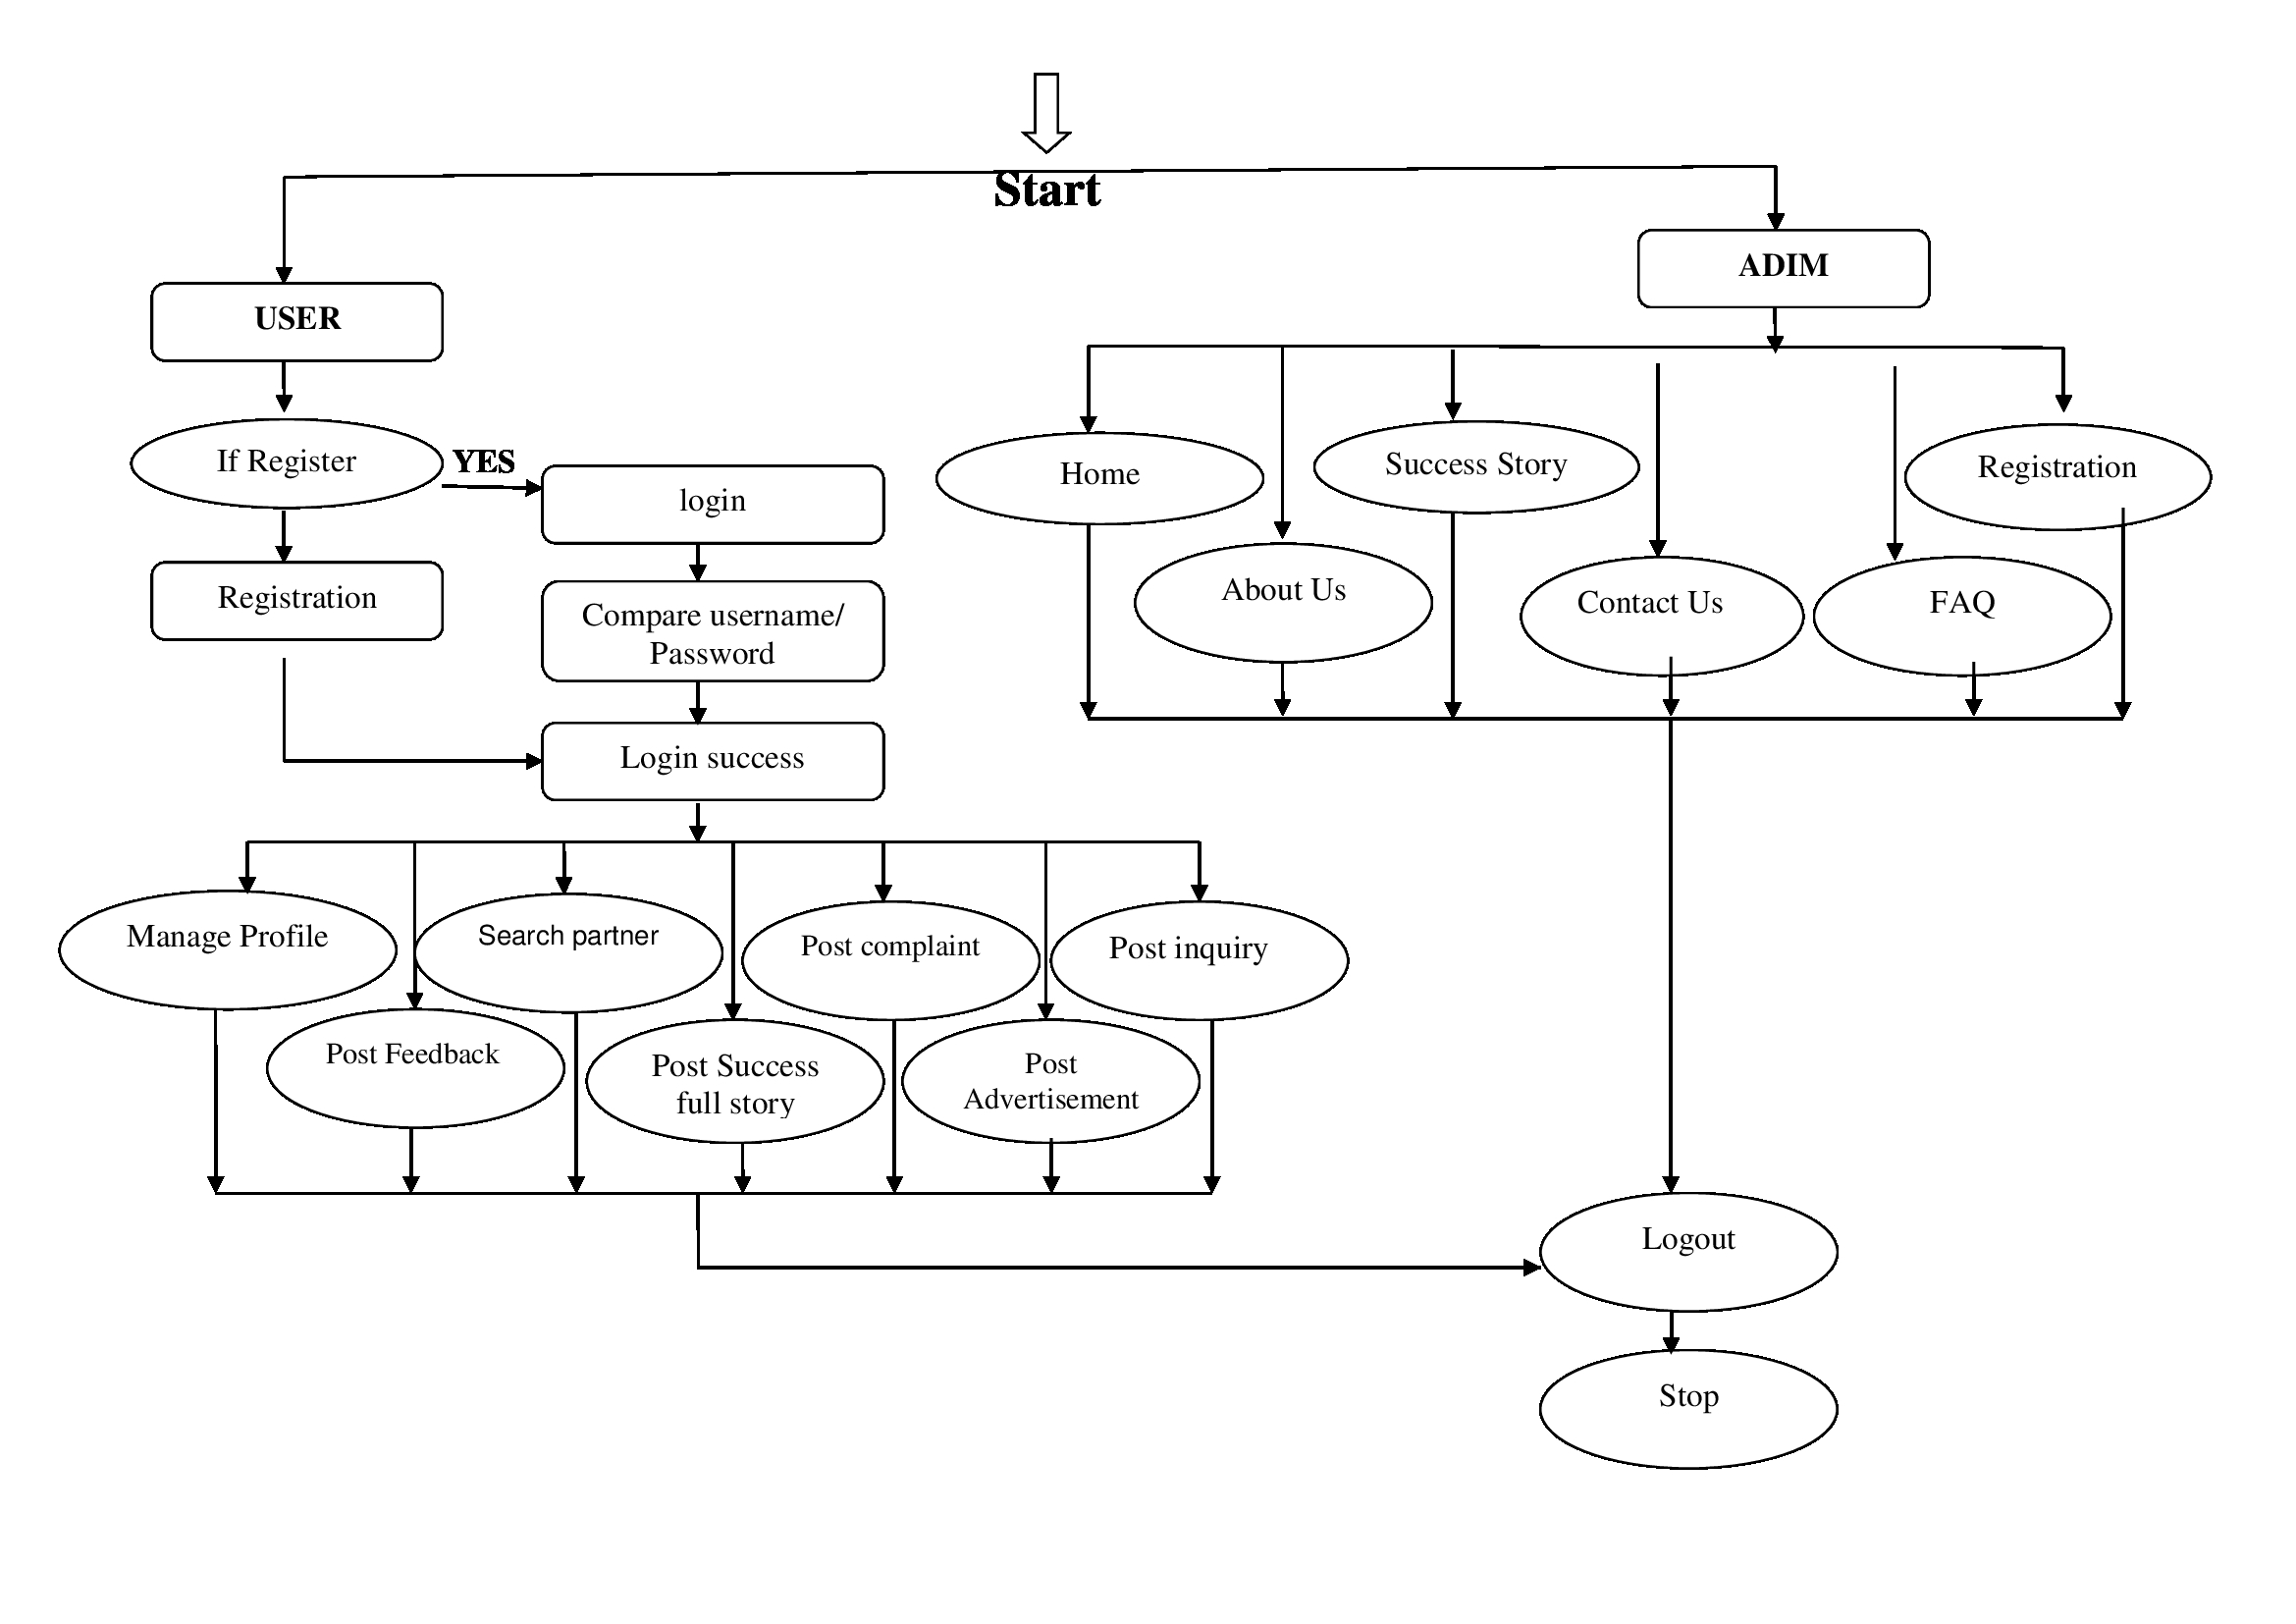 Start
ADIM
USER
If Register
YES
login
Home
Success Story
Registration
Registration
About Us
Contact Us
FAQ
Compare username/
Password
Login success
Manage Profile
Search partner
Post complaint
Post inquiry
Post Feedback
Post Success
full story
Post
Advertisement
Logout
Stop